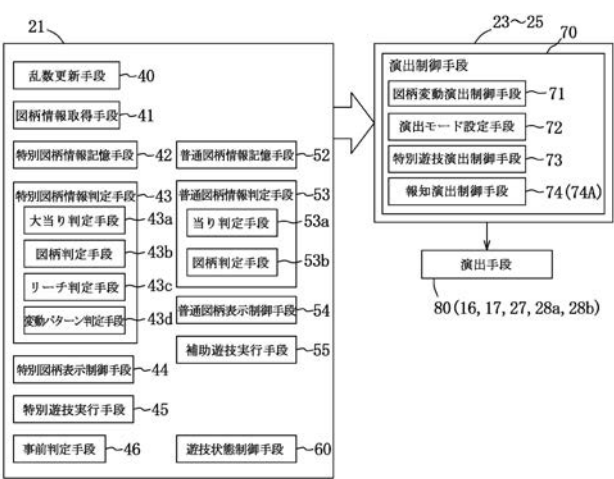 21
乱数更新手段 40
図柄情報取得手段 41
特別図柄情報記憶手段 42
普通図柄情報記憶手段 52
特別図柄情報判定手段 43
大当り判定手段 43a
図柄判定手段 43b
リーチ判定手段 43c
変動パターン判定手段 43d
普通図柄情報判定手段 53
当り判定手段 53a
図柄判定手段 53b
普通図柄表示制御手段 54
補助遊技実行手段 55
特別図柄表示制御手段 44
特別遊技実行手段 45
事前判定手段 46
遊技状態制御手段 60
23~25
70
演出制御手段
図柄変動演出制御手段 71
演出モード設定手段 72
特別遊技演出制御手段 73
報知演出制御手段 74(74A)
演出手段
80(16, 17, 27, 28a, 28b)